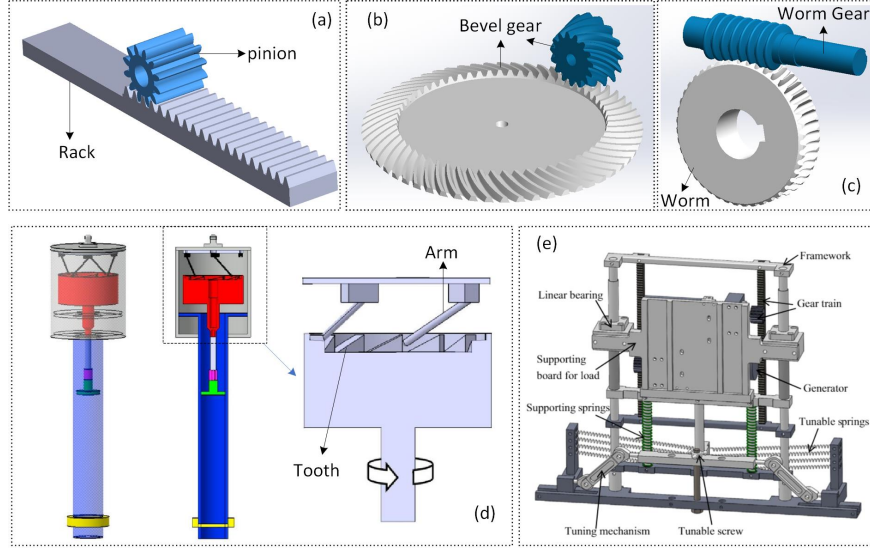 (a)
pinion
Rack
(b)
Bevel gear
Worm Gear
Worm
(c)
Arm
Tooth
(d)
(e)
Framework
Linear bearing
Gear train
Supporting
board for load
Generator
Supporting springs
Tunable springs
Tuning mechanism
Tunable screw